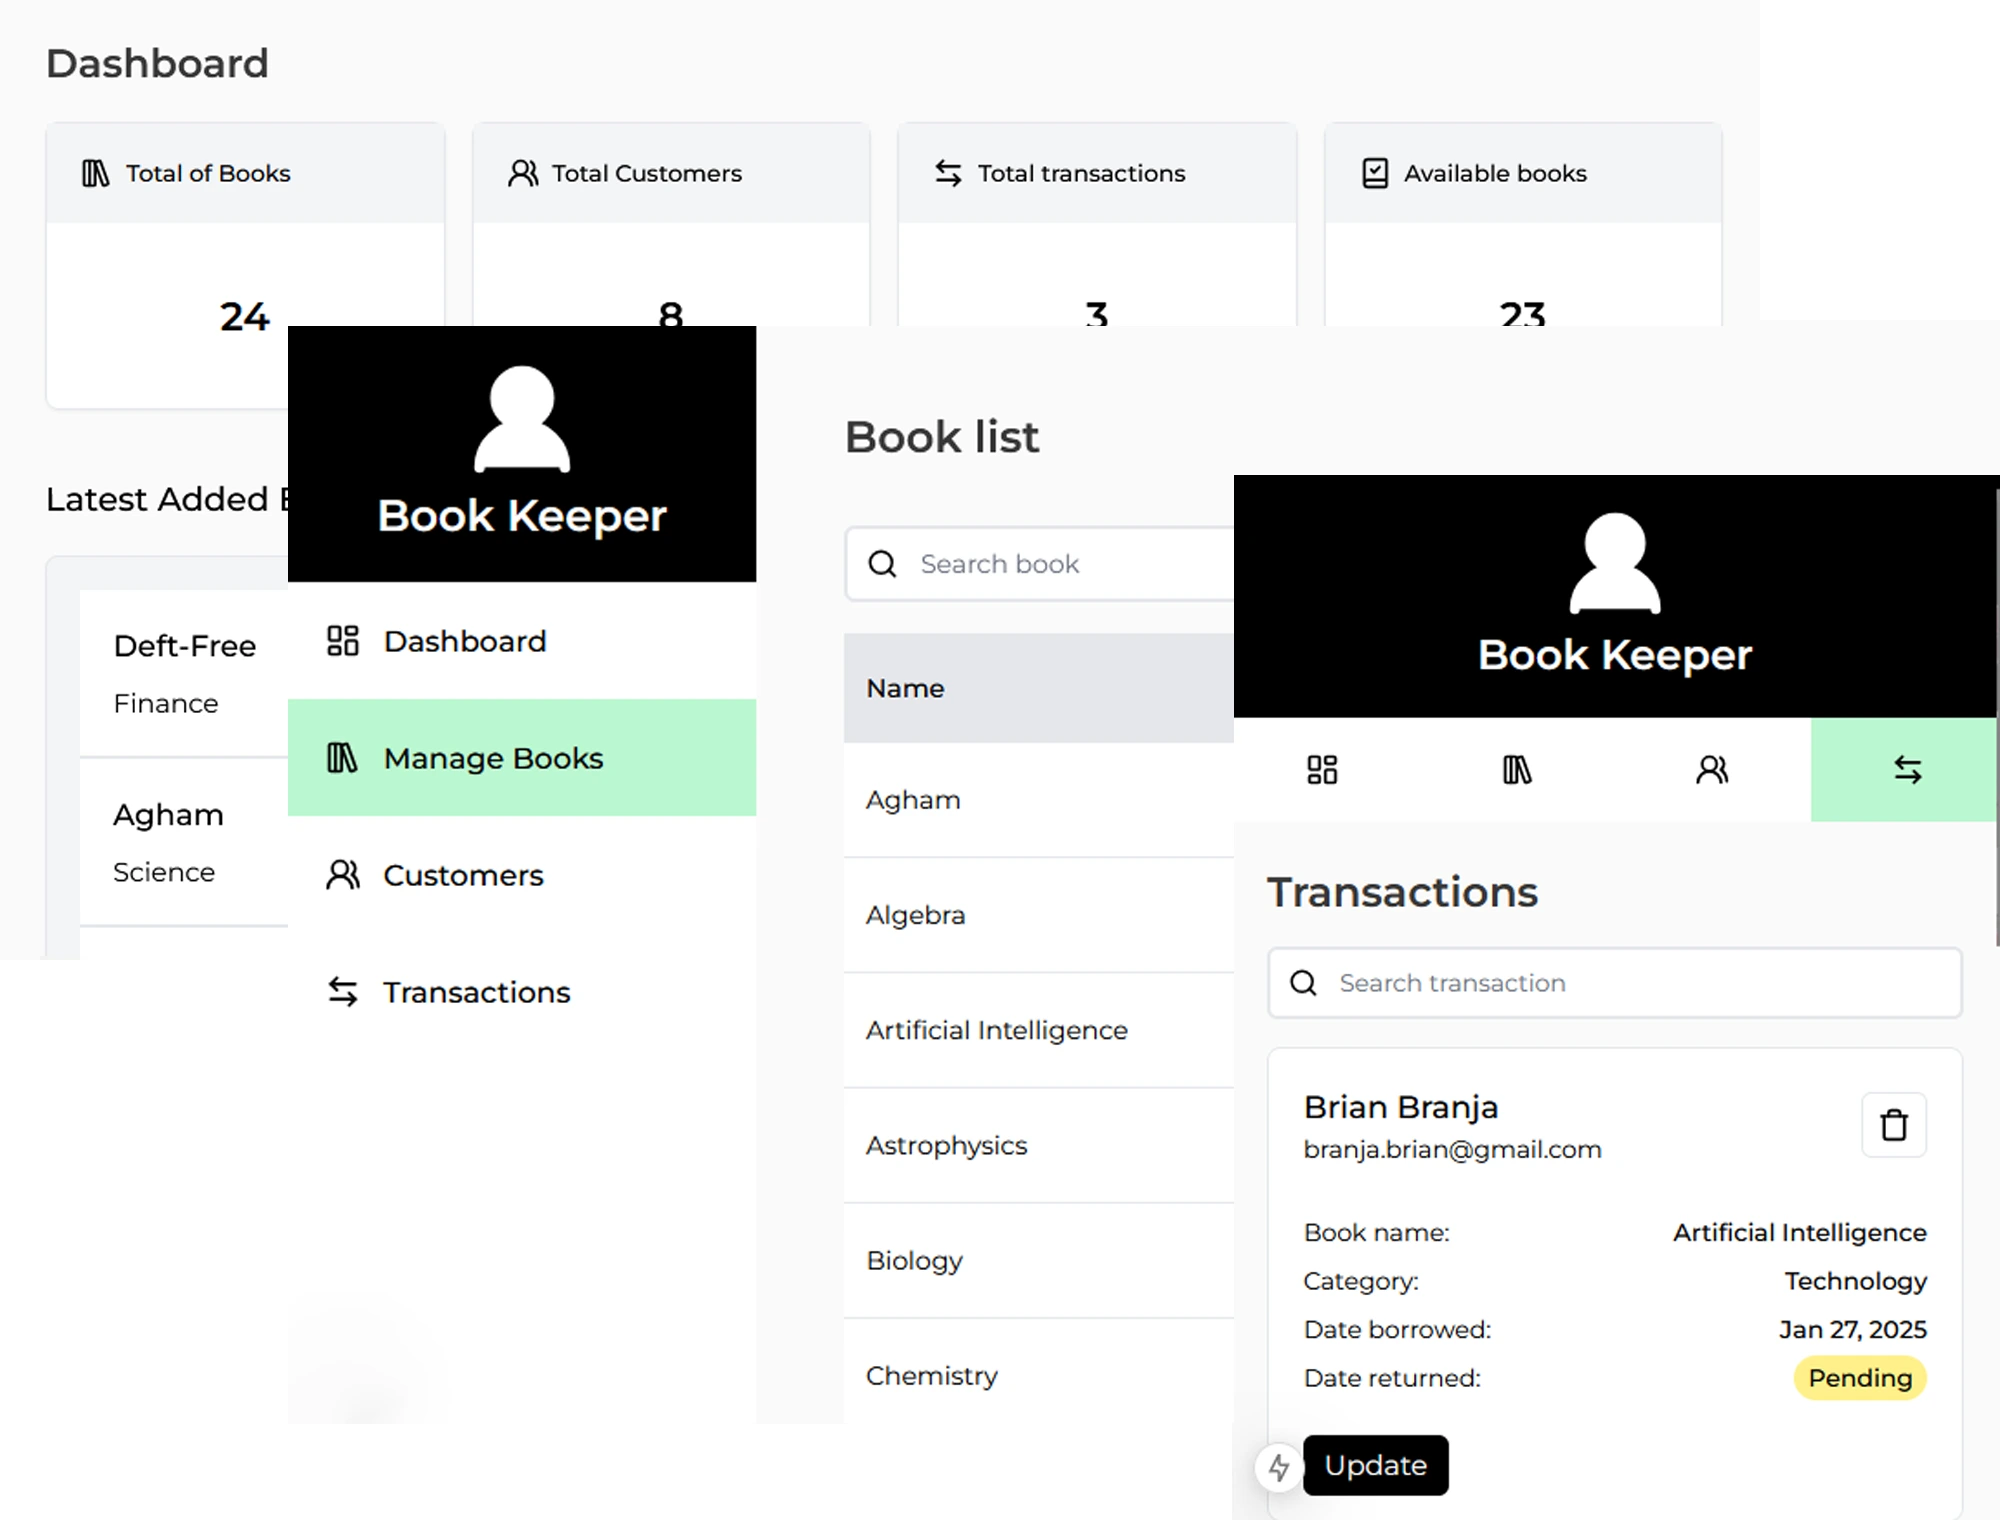 Dashboard
Total of Books
Total Customers
Total transactions
Available books
24
8
3
23
Latest Added
Deft-Free
Finance
Agham
Science
Book Keeper
Dashboard
Manage Books
Customers
Transactions
Book list
Search book
Name
Agham
Algebra
Artificial Intelligence
Astrophysics
Biology
Chemistry
Book Keeper
Transactions
Search transaction
Brian Branja
branja.brian@gmail.com
Book name: Artificial Intelligence
Category: Technology
Date borrowed: Jan 27, 2025
Date returned: Pending
Update